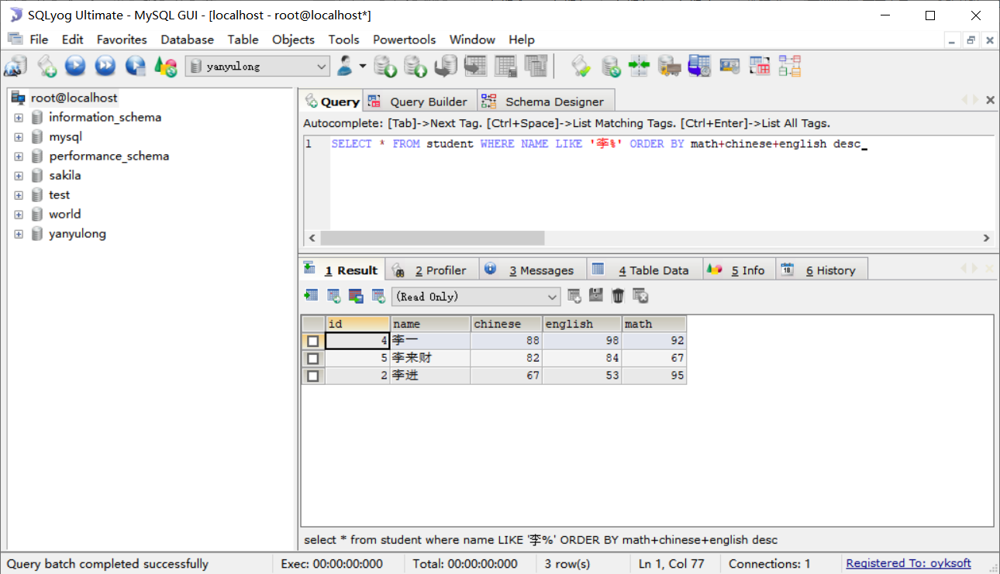 SQLyog Ultimate - MySQL GUI - [localhost - root@localhost*]
File Edit Favorites Database Table Objects Tools Powertools Window Help
yanyulong
root@localhost
information_schema
mysql
performance_schema
sakila
test
world
yanyulong
Query Query Builder Schema Designer
Autocomplete: [Tab]->Next Tag. [Ctrl+Space]->List Matching Tags. [Ctrl+Enter]->List All Tags.
1 SELECT * FROM student WHERE NAME LIKE '李%' ORDER BY math+chinese+english desc
1 Result 2 Profiler 3 Messages 4 Table Data 5 Info 18 6 History
(Read Only)
id name chinese english math
4 李一 88 98 92
5 李来财 82 84 67
2 李进 67 53 95
select * from student where name LIKE '李%' ORDER BY math+chinese+english desc
Query batch completed successfully Exec: 00:00:00:000 Total: 00:00:00:000 3 row(s) Ln 1, Col 77 Connections: 1 Registered To: oyksoft